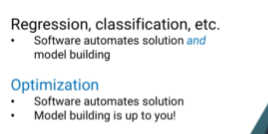 Regression, classification, etc.
• Software automates solution and
model building
Optimization
• Software automates solution
• Model building is up to you!